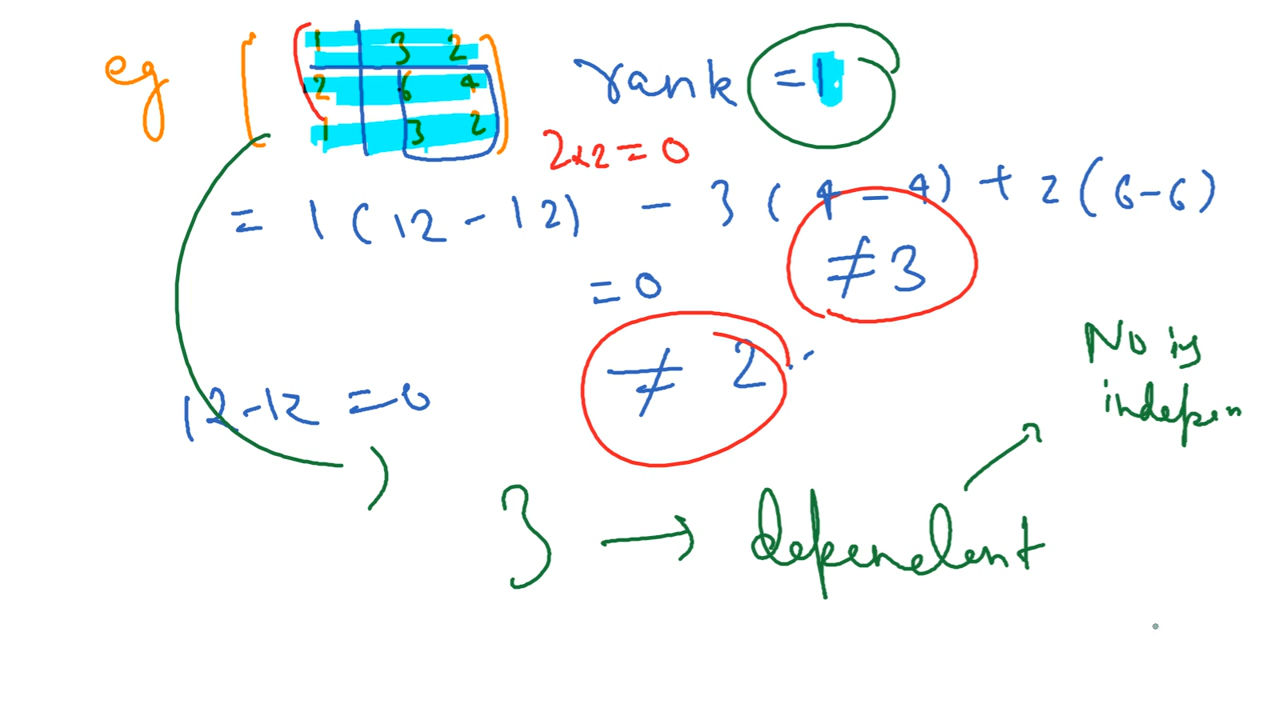 eg 1 3 2 rank = 1
2 6 4
1 3 2
2x2 = 0
= 1 (12 - 12) - 3 (4 - 4) + 2 (6 - 6)
= 0 ≠ 3
≠ 2
12 - 12 = 0
No is
indepen
3 → dependent